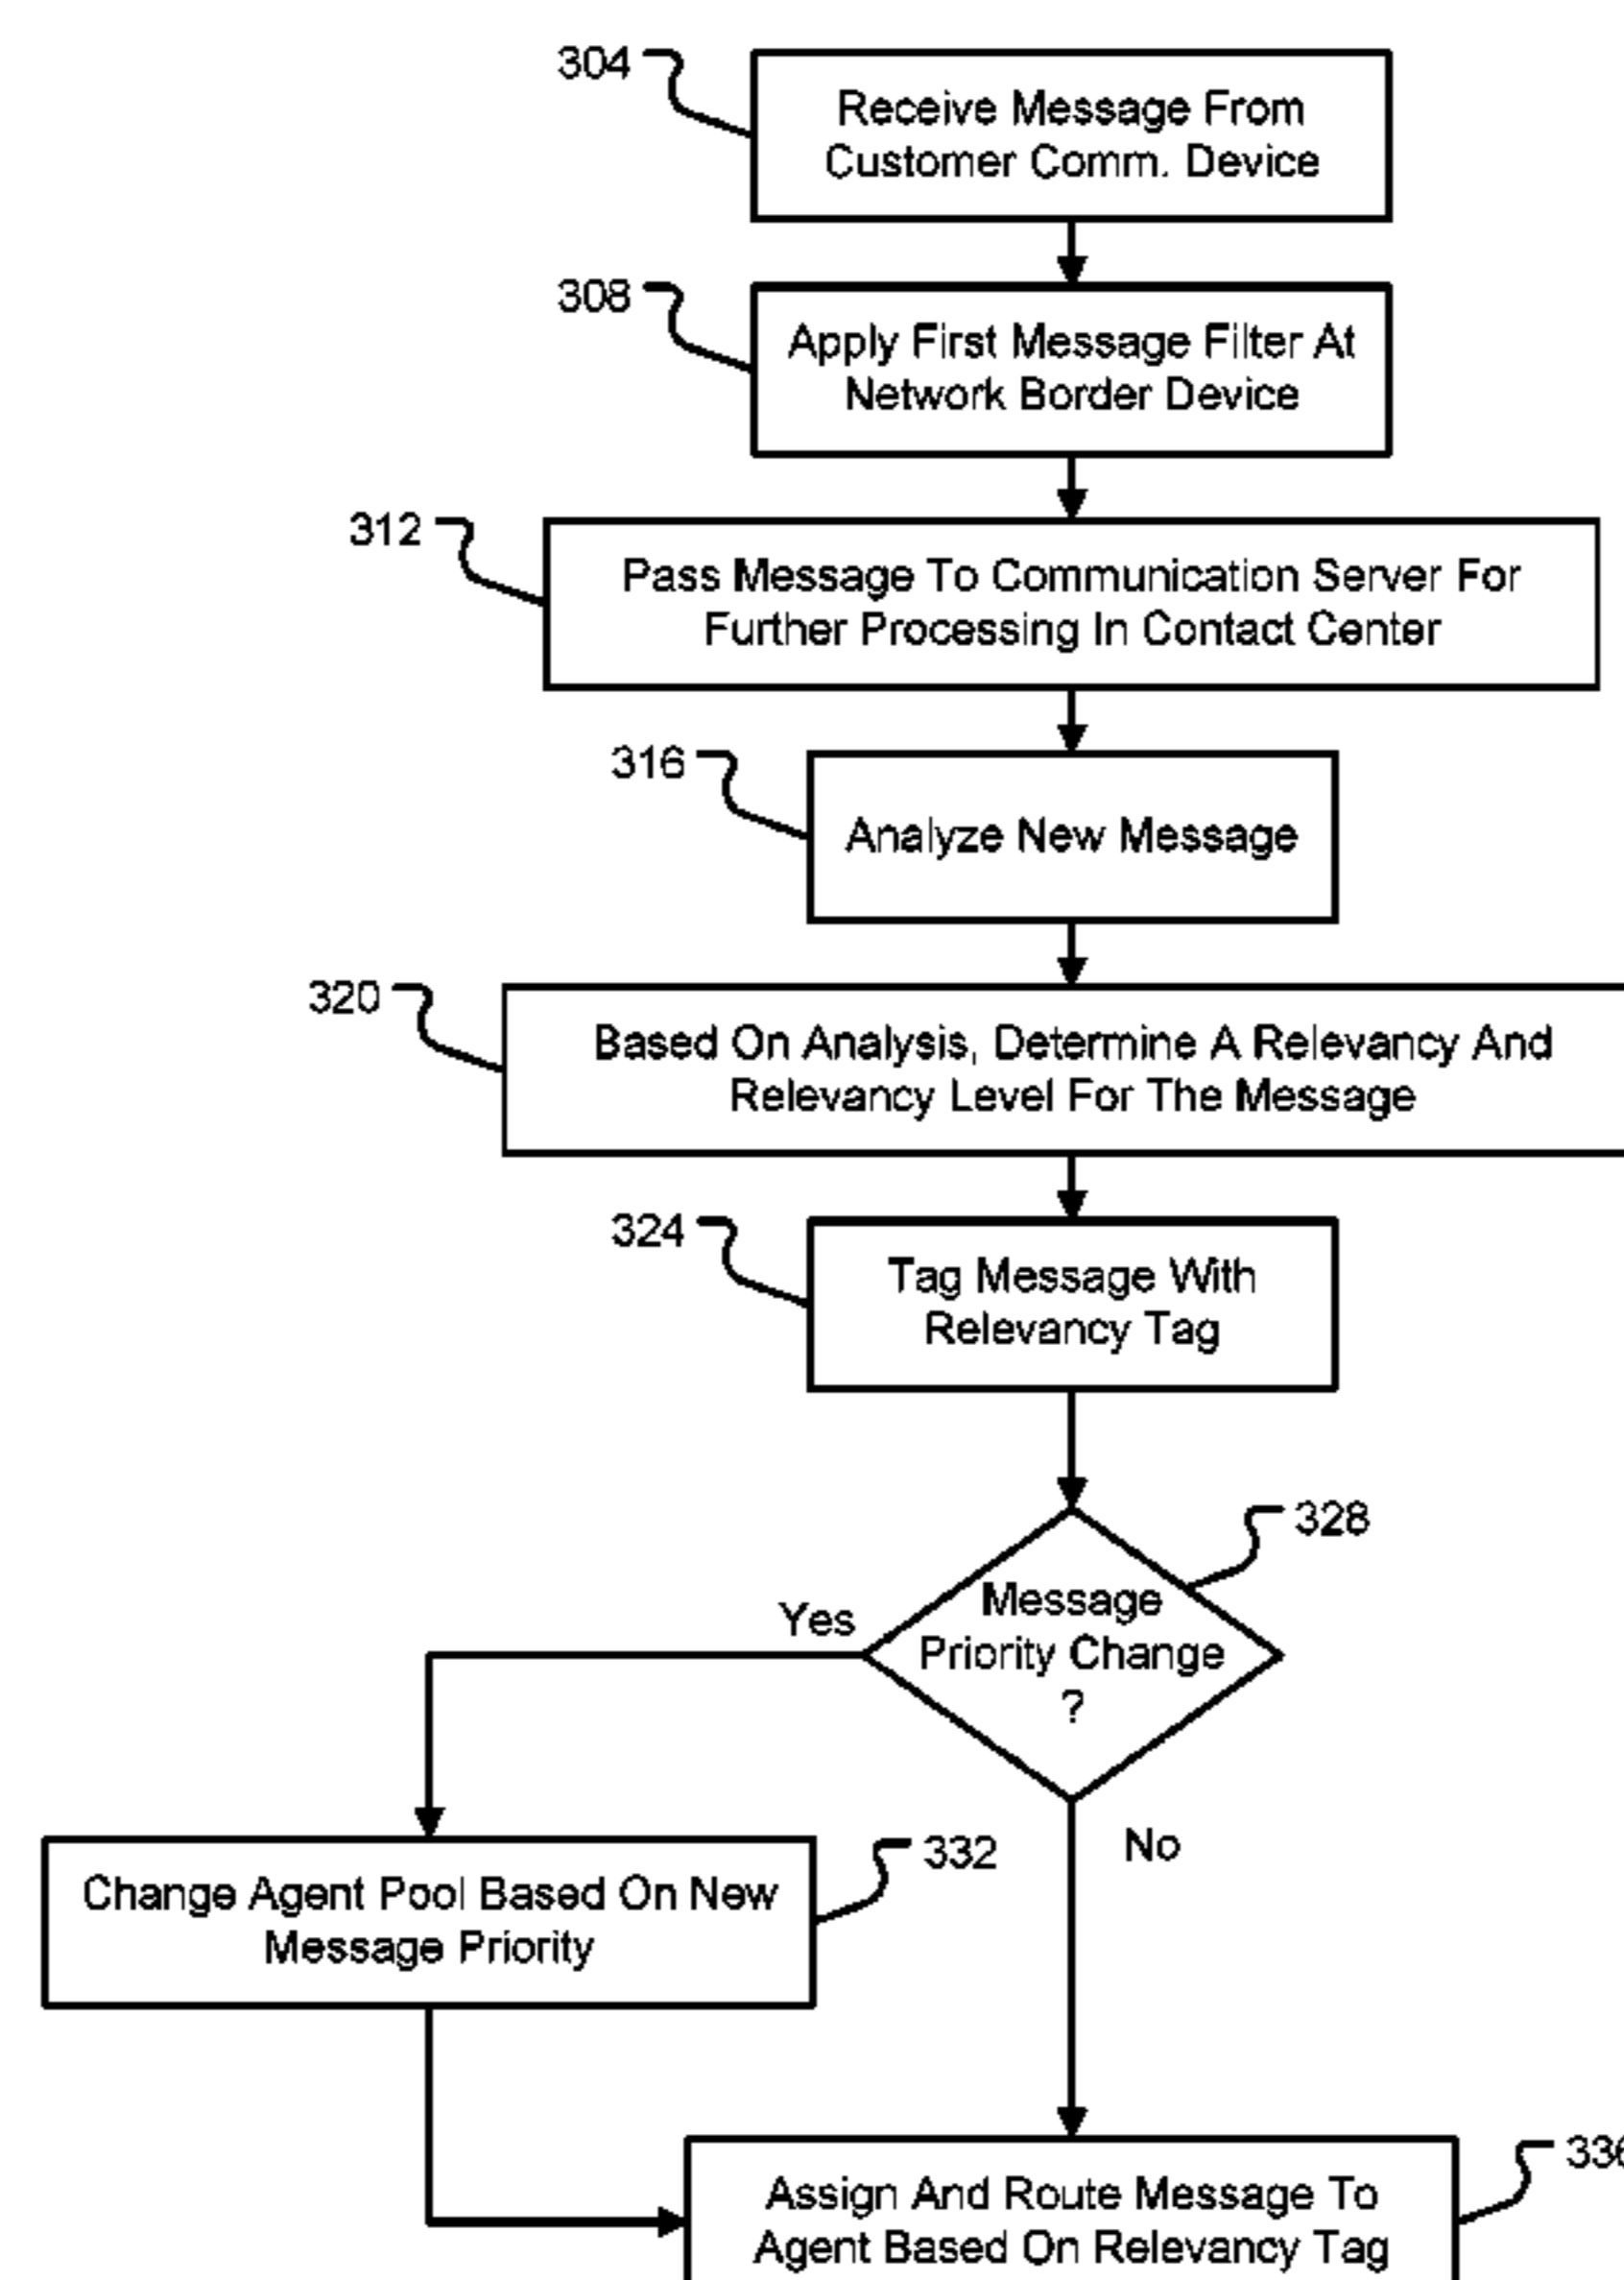 304
Receive Message From
Customer Comm. Device
308
Apply First Message Filter At
Network Border Device
312
Pass Message To Communication Server For
Further Processing In Contact Center
316
Analyze New Message
320
Based On Analysis, Determine A Relevancy And
Relevancy Level For The Message
324
Tag Message With
Relevancy Tag
328
Message
Priority Change
?
Yes
No
332
Change Agent Pool Based On New
Message Priority
336
Assign And Route Message To
Agent Based On Relevancy Tag